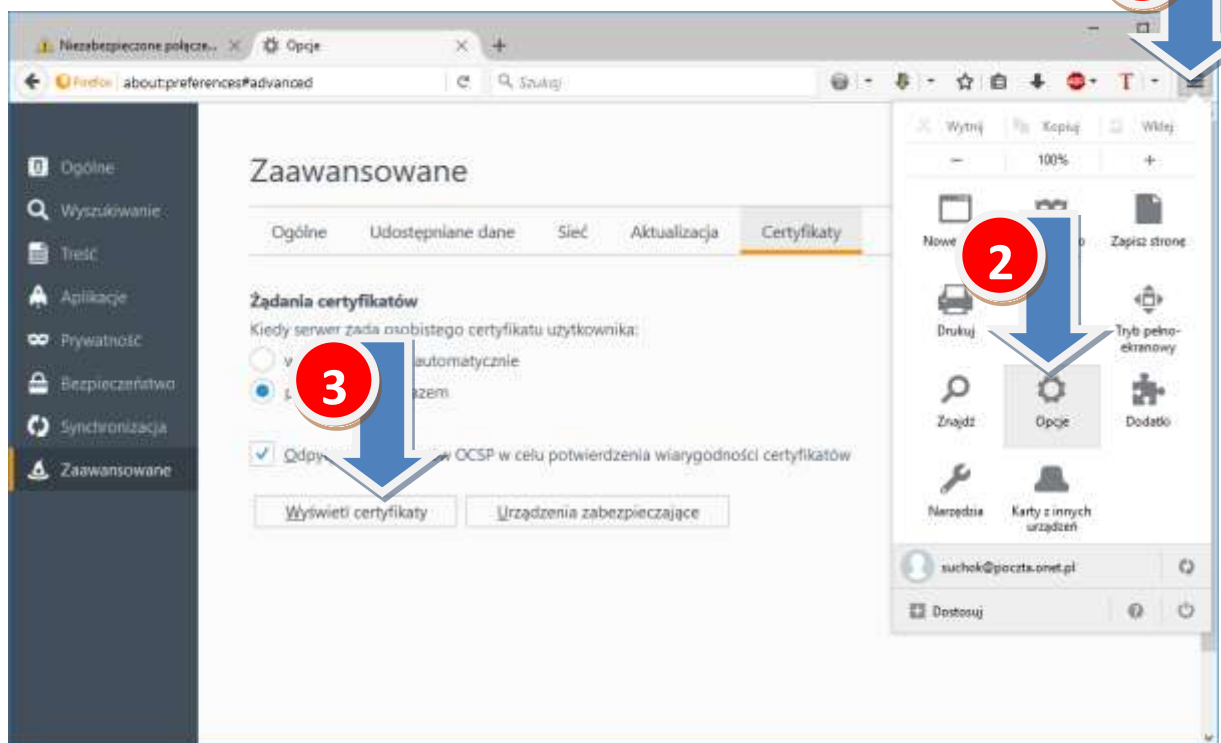 Niezabezpieczone połącze...
Opcje
Firefox about:preferences#advanced
Szukaj
T
Wytnij Kopiuj Wklej
100%
Ogólne
Wyszukiwanie
Treść
Aplikacje
Prywatność
Bezpieczeństwo
Synchronizacja
Zaawansowane
Zaawansowane
Ogólne Udostępniane dane Sieć Aktualizacja Certyfikaty
Żądania certyfikatów
Kiedy serwer żąda osobistego certyfikatu użytkownika:
automatycznie
3
OCSP w celu potwierdzenia wiarygodności certyfikatów
Wyświetl certyfikaty Urządzenia zabezpieczające
Nowe Zapisz stronę
2
Drukuj Tryb pełno-
ekranowy
Znajdź Opcje Dodatki
Narzędzia Karty z innych
urządzeń
suchok@poczta.onet.pl
Dostosuj